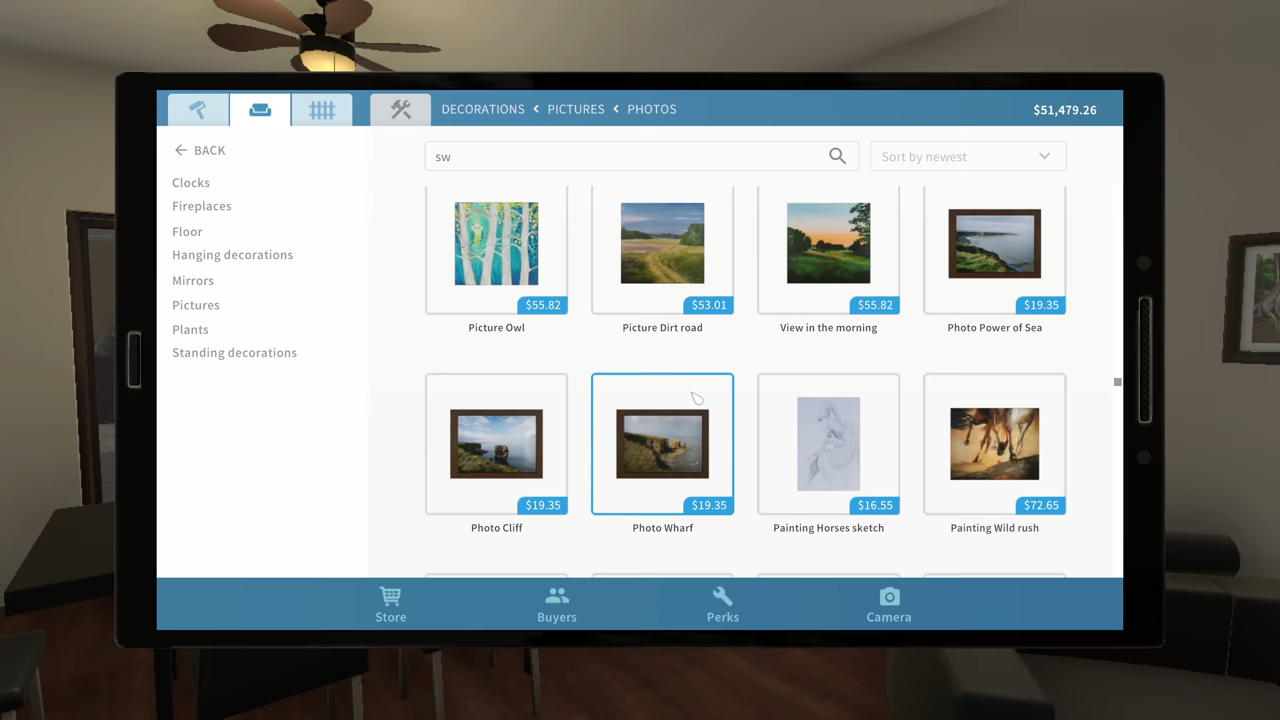 DECORATIONS < PICTURES < PHOTOS
$51,479.26
BACK
sw
Sort by newest
Clocks
Fireplaces
Floor
Hanging decorations
Mirrors
Pictures
Plants
Standing decorations
$55.82
$53.01
$55.82
$19.35
Picture Owl
Picture Dirt road
View in the morning
Photo Power of Sea
$19.35
$19.35
$16.55
$72.65
Photo Cliff
Photo Wharf
Painting Horses sketch
Painting Wild rush
Store
Buyers
Perks
Camera